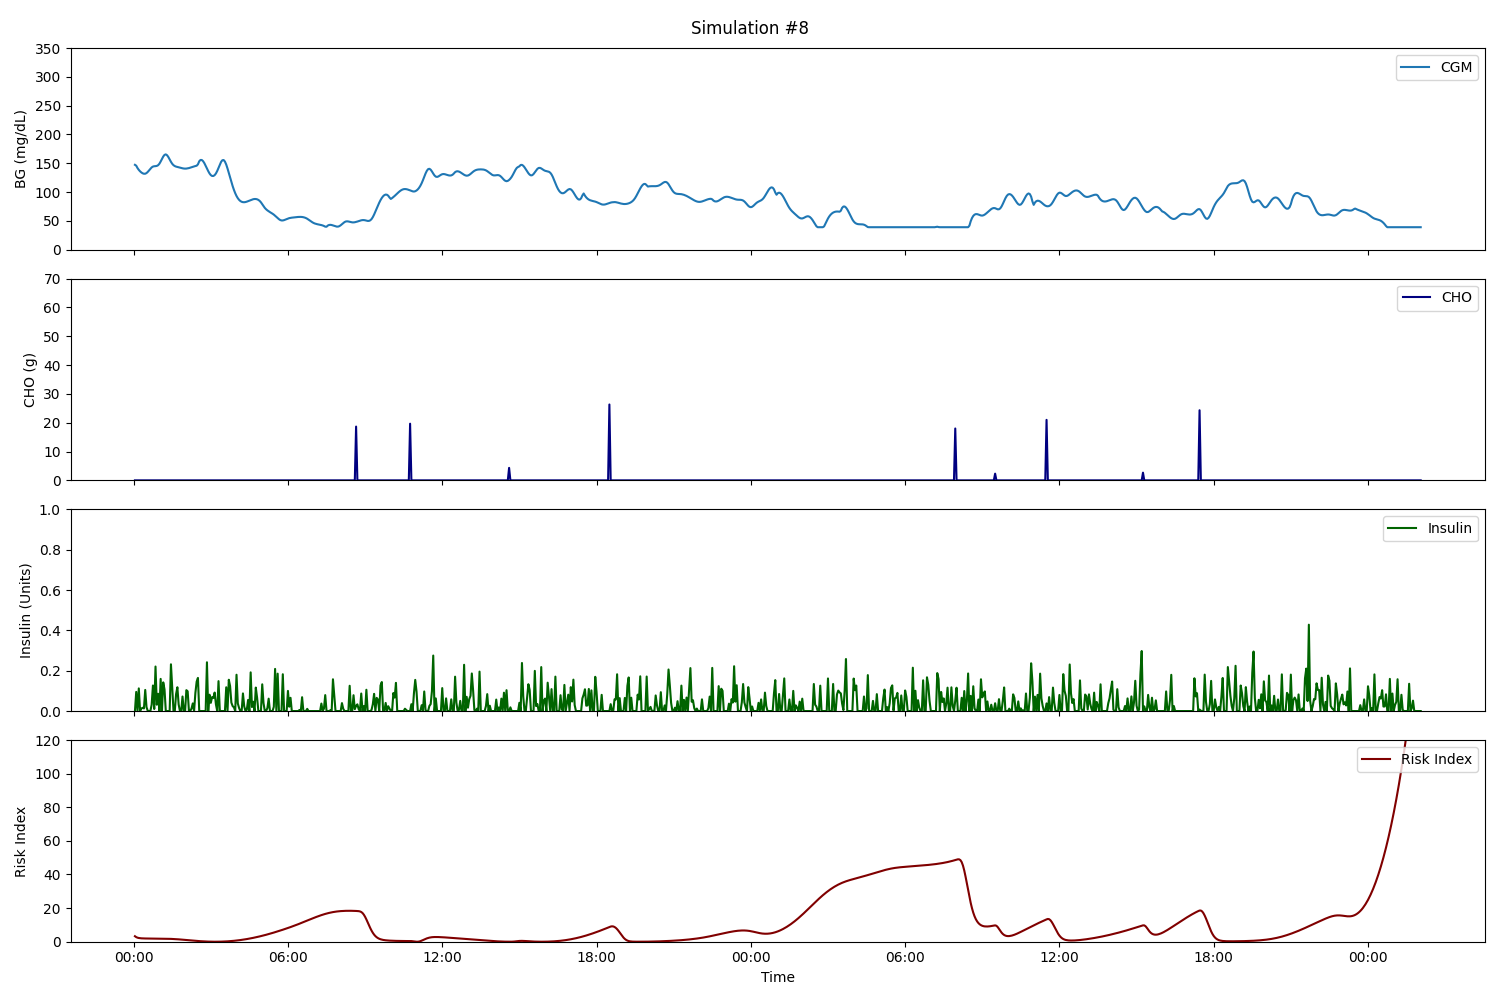 Simulation #8
350
300
250
200
150
100
50
0
BG (mg/dL)
CGM
70
60
50
40
30
20
10
0
CHO (g)
CHO
1.0
0.8
0.6
0.4
0.2
0.0
Insulin (Units)
Insulin
120
100
80
60
40
20
0
Risk Index
Risk Index
00:00 06:00 12:00 18:00 00:00 06:00 12:00 18:00 00:00
Time